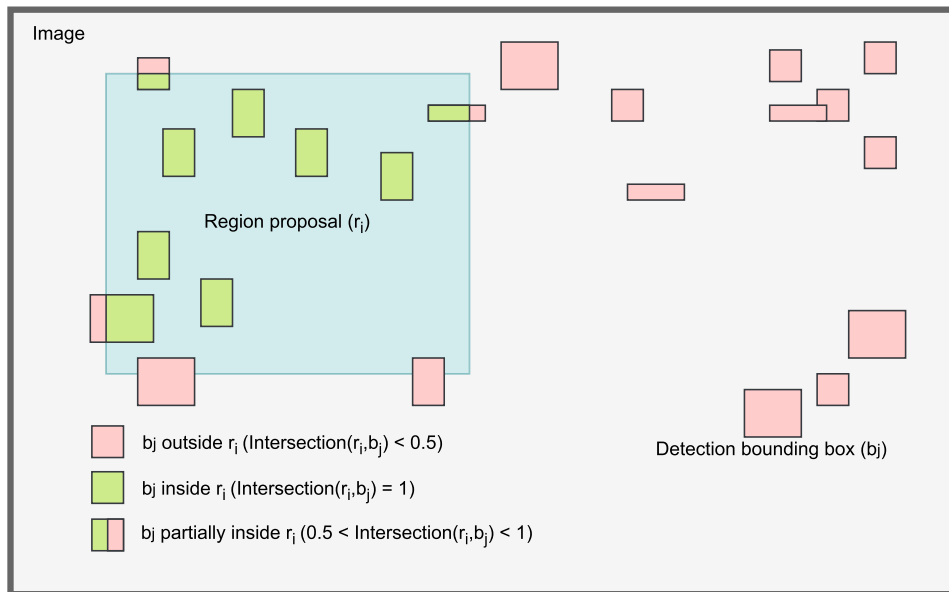 Image
Region proposal (ri)
bj outside ri (Intersection(ri,bj) < 0.5)
Detection bounding box (bj)
bj inside ri (Intersection(ri,bj) = 1)
bj partially inside ri (0.5 < Intersection(ri,bj) < 1)